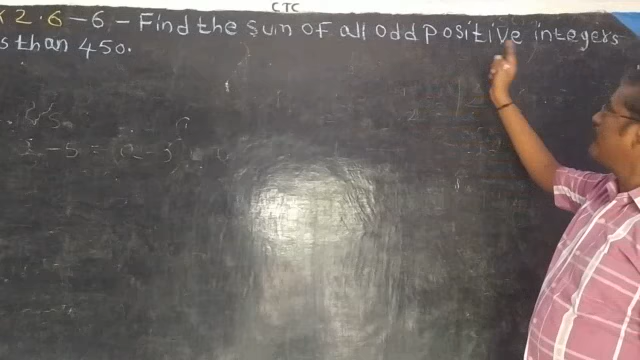 CTC
2.6-6- Find the sum of all odd positive integers
s than 450.